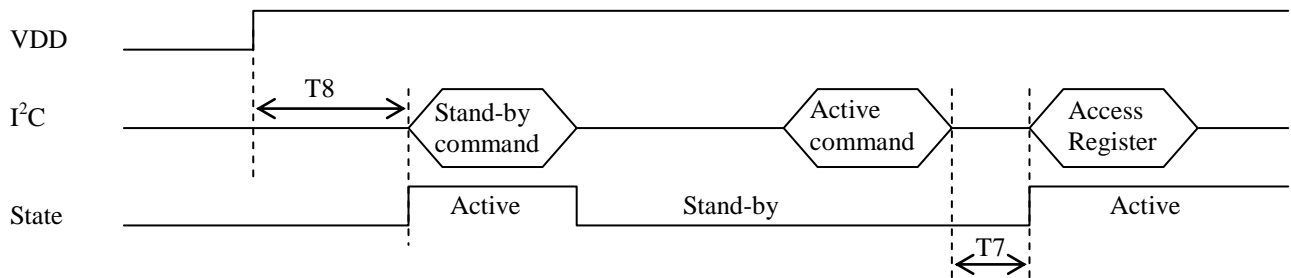 VDD
T8
I²C
Stand-by
command
Active
command
Access
Register
State
Active
Stand-by
Active
T7